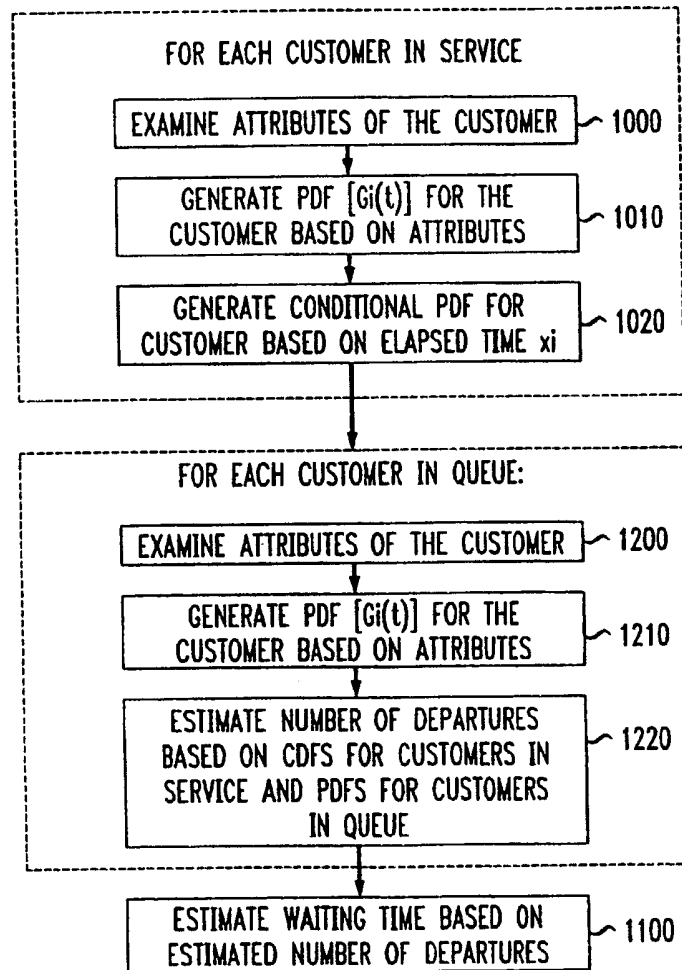 FOR EACH CUSTOMER IN SERVICE
EXAMINE ATTRIBUTES OF THE CUSTOMER
1000
GENERATE PDF [Gi(t)] FOR THE
CUSTOMER BASED ON ATTRIBUTES
1010
GENERATE CONDITIONAL PDF FOR
CUSTOMER BASED ON ELAPSED TIME xi
1020
FOR EACH CUSTOMER IN QUEUE:
EXAMINE ATTRIBUTES OF THE CUSTOMER
1200
GENERATE PDF [Gi(t)] FOR THE
CUSTOMER BASED ON ATTRIBUTES
1210
ESTIMATE NUMBER OF DEPARTURES
BASED ON CDFS FOR CUSTOMERS IN
SERVICE AND PDFS FOR CUSTOMERS
IN QUEUE
1220
ESTIMATE WAITING TIME BASED ON
ESTIMATED NUMBER OF DEPARTURES
1100